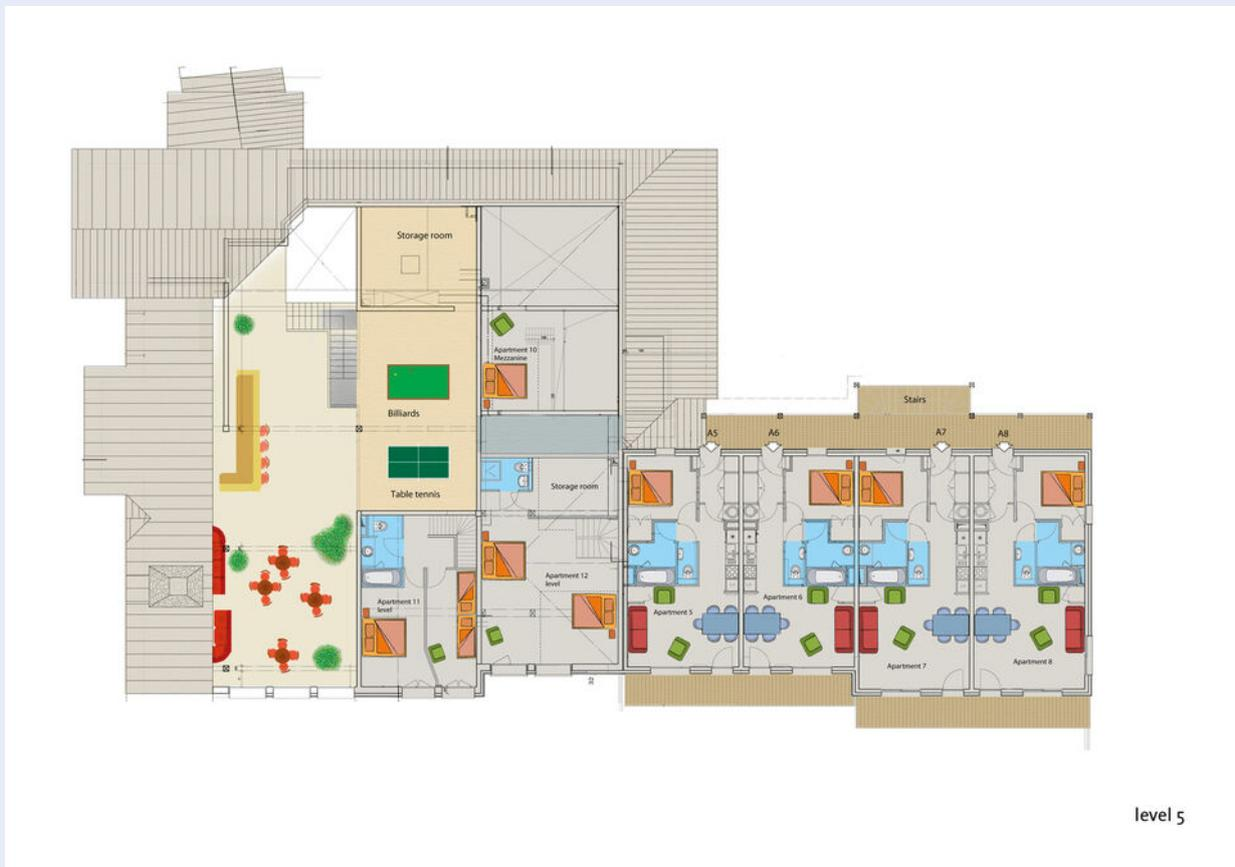 Storage room
Apartment 10
Mezzanine
Billiards
Stairs
A5
A6
A7
A8
Storage room
Table tennis
Apartment 12
level
Apartment 11
level
Apartment 5
Apartment 6
Apartment 7
Apartment 8
level 5